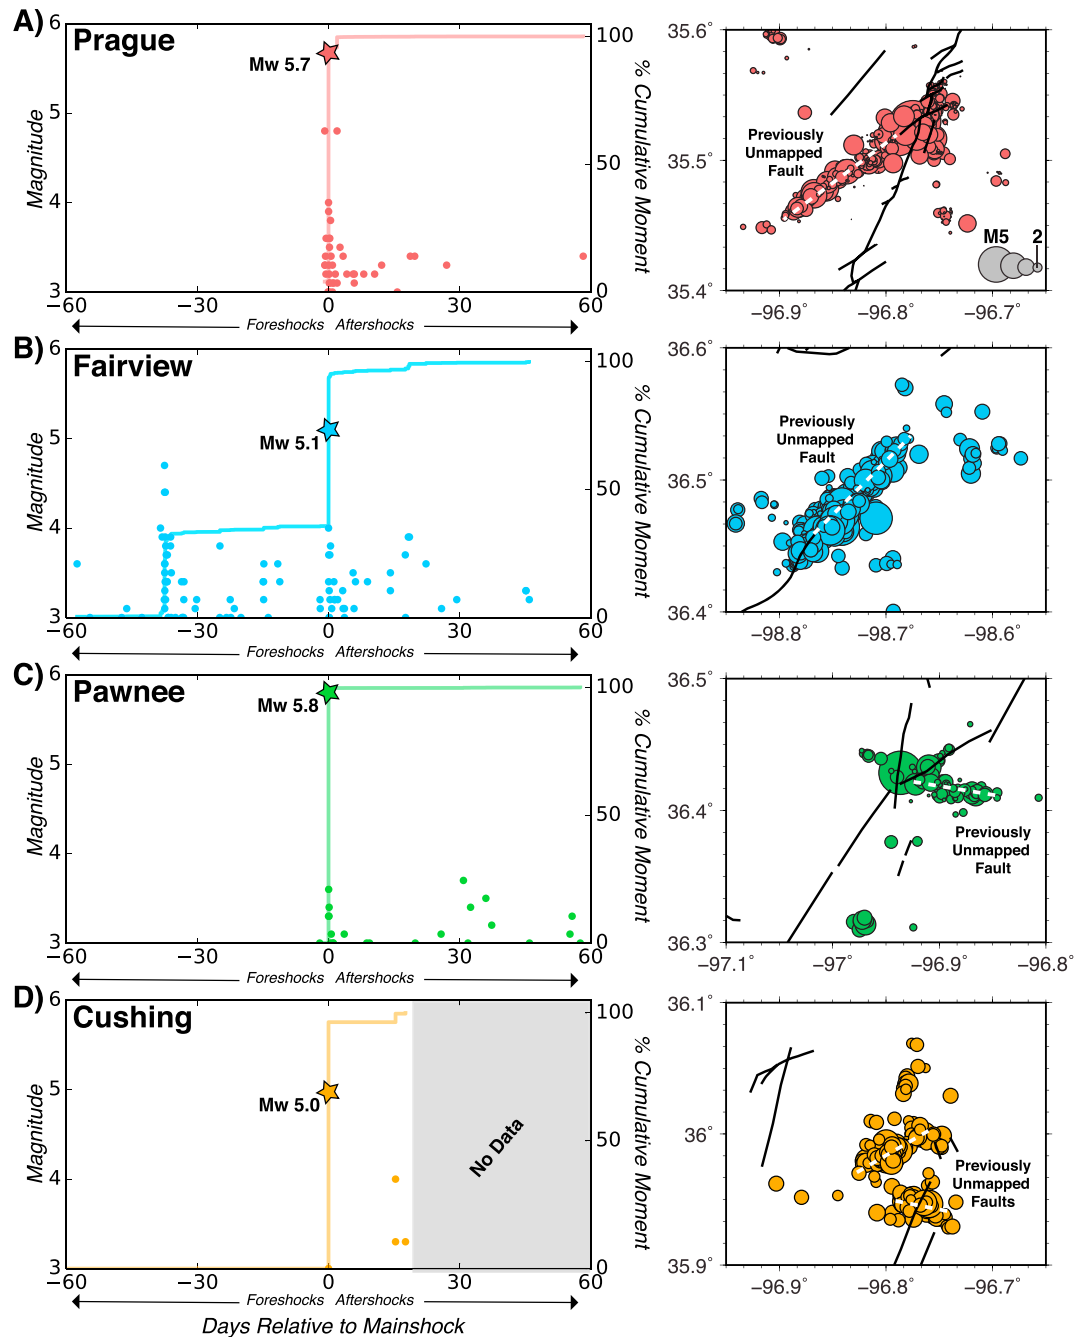 A)
Prague
Mw 5.7
6
5
4
3
Magnitude
100
50
0
% Cumulative Moment
−60 −30 0 30 60
Foreshocks Aftershocks
35.6°
35.5°
35.4°
−96.9° −96.8° −96.7°
Previously
Unmapped
Fault
M5 2
B)
Fairview
Mw 5.1
6
5
4
3
Magnitude
100
50
0
% Cumulative Moment
−60 −30 0 30 60
Foreshocks Aftershocks
36.6°
36.5°
36.4°
−98.8° −98.7° −98.6°
Previously
Unmapped
Fault
C)
Pawnee
Mw 5.8
6
5
4
3
Magnitude
100
50
0
% Cumulative Moment
−60 −30 0 30 60
Foreshocks Aftershocks
36.5°
36.4°
36.3°
−97.1° −97° −96.9° −96.8°
Previously
Unmapped
Fault
D)
Cushing
Mw 5.0
6
5
4
3
Magnitude
100
50
0
% Cumulative Moment
No Data
−60 −30 0 30 60
Foreshocks Aftershocks
Days Relative to Mainshock
36.1°
36°
35.9°
−96.9° −96.8° −96.7°
Previously
Unmapped
Faults